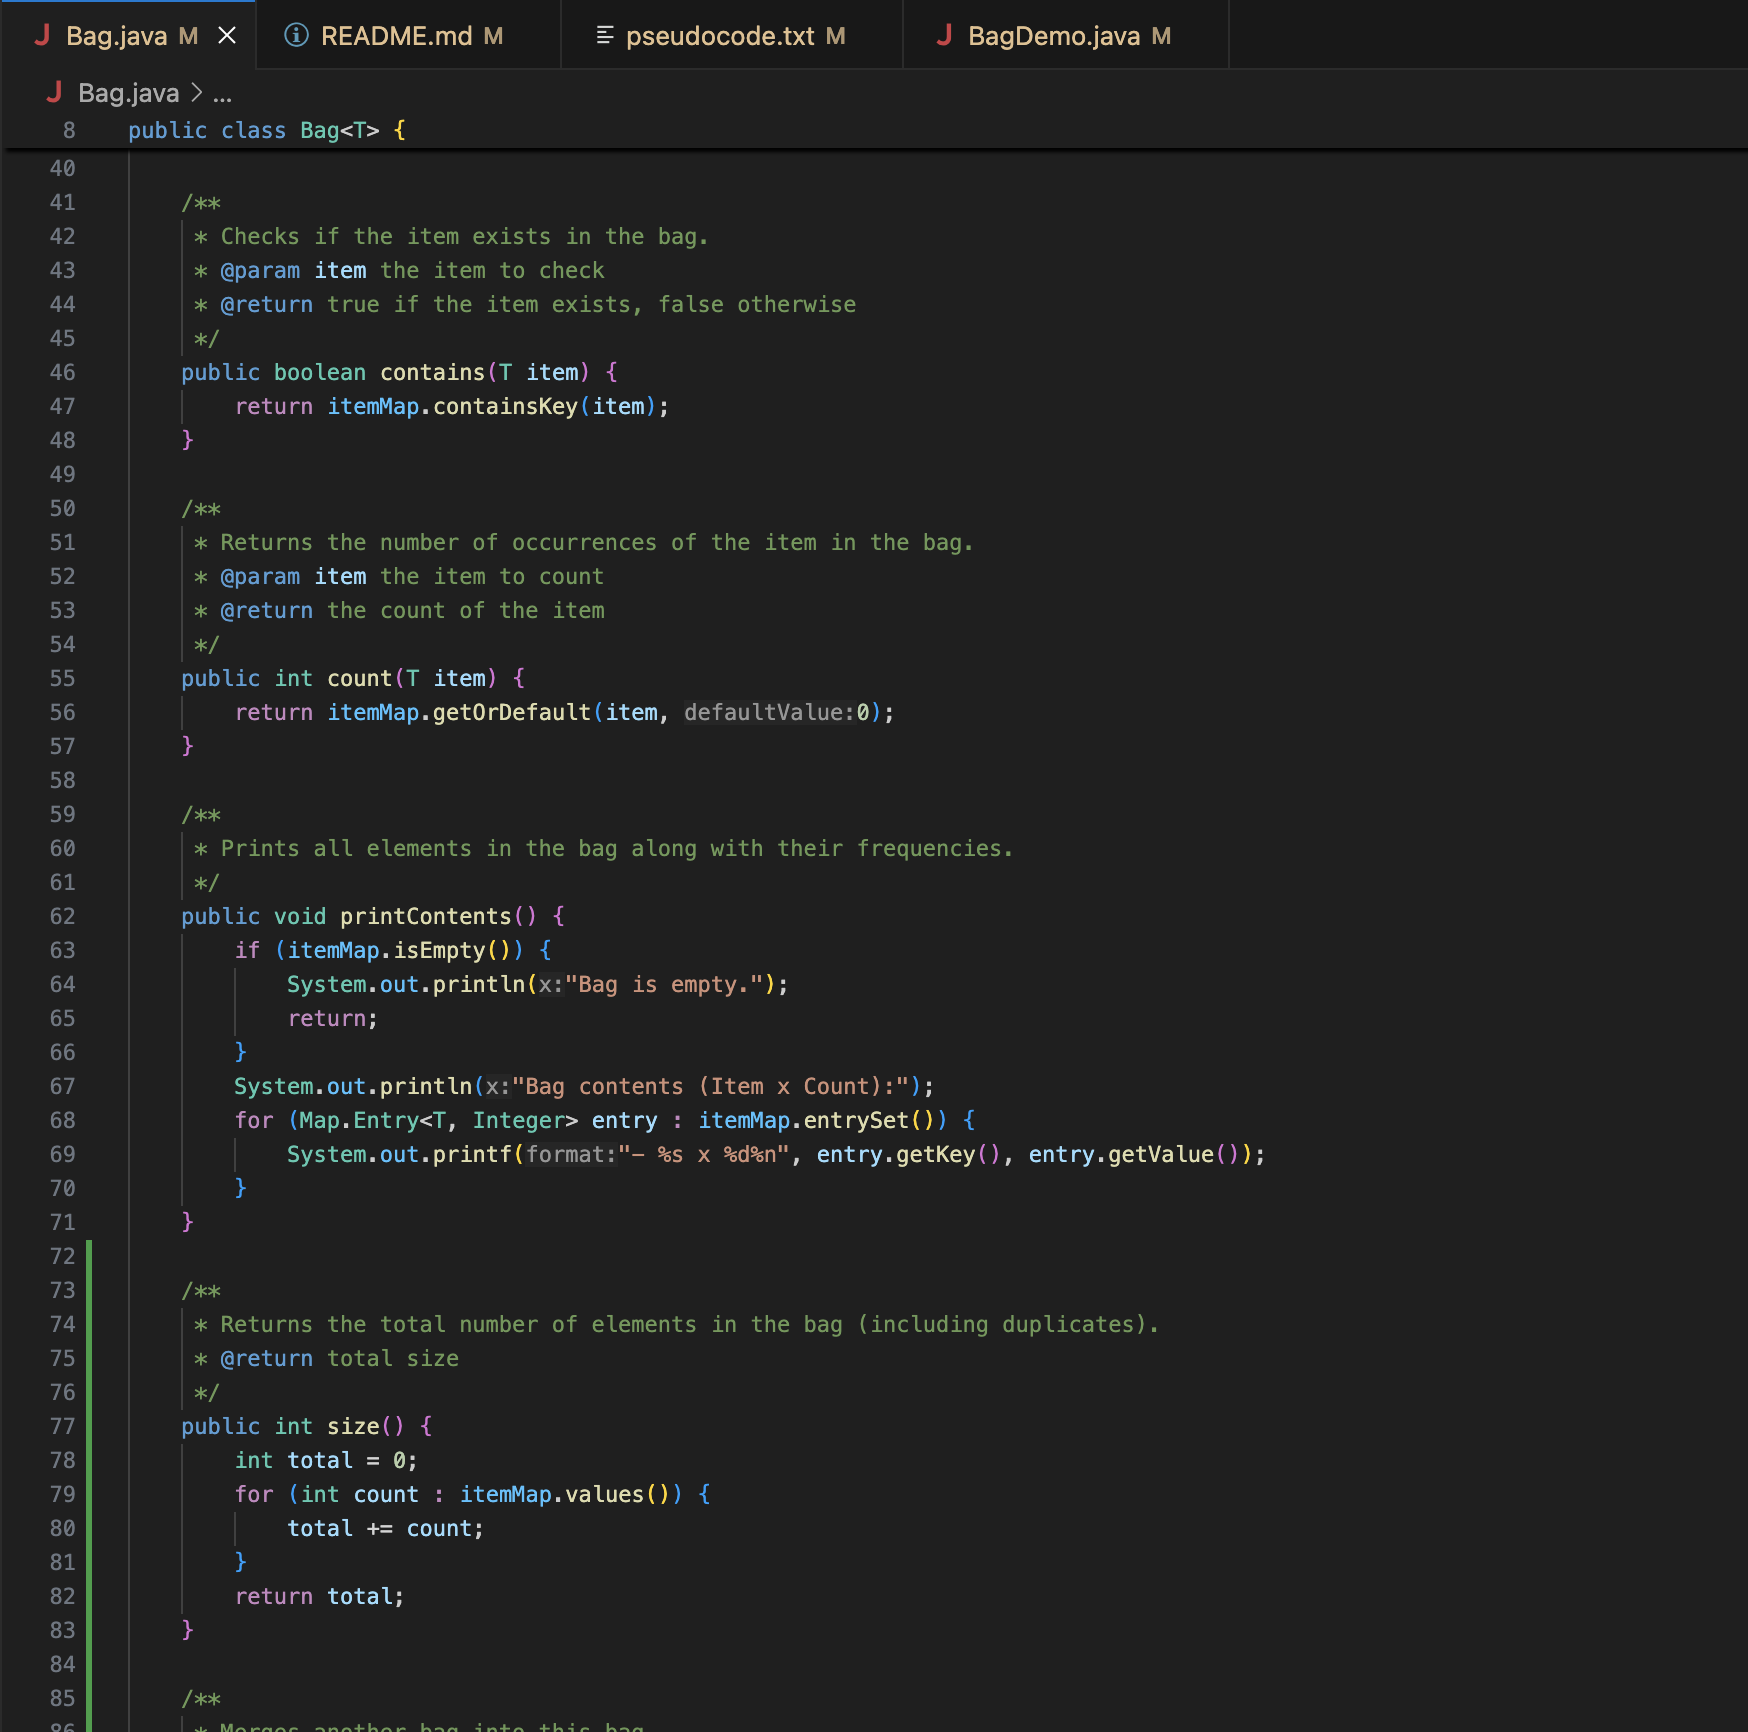 J Bag.java M × README.md M pseudocode.txt M J BagDemo.java M
J Bag.java > ...
8 public class Bag<T> {
40
41 /**
42 * Checks if the item exists in the bag.
43 * @param item the item to check
44 * @return true if the item exists, false otherwise
45 */
46 public boolean contains(T item) {
47 return itemMap.containsKey(item);
48 }
49
50 /**
51 * Returns the number of occurrences of the item in the bag.
52 * @param item the item to count
53 * @return the count of the item
54 */
55 public int count(T item) {
56 return itemMap.getOrDefault(item, defaultValue:0);
57 }
58
59 /**
60 * Prints all elements in the bag along with their frequencies.
61 */
62 public void printContents() {
63 if (itemMap.isEmpty()) {
64 System.out.println(x:"Bag is empty.");
65 return;
66 }
67 System.out.println(x:"Bag contents (Item x Count):");
68 for (Map.Entry<T, Integer> entry : itemMap.entrySet()) {
69 System.out.printf(format:"- %s x %d%n", entry.getKey(), entry.getValue());
70 }
71 }
72
73 /**
74 * Returns the total number of elements in the bag (including duplicates).
75 * @return total size
76 */
77 public int size() {
78 int total = 0;
79 for (int count : itemMap.values()) {
80 total += count;
81 }
82 return total;
83 }
84
85 /**
86 * Merges another bag into this bag.